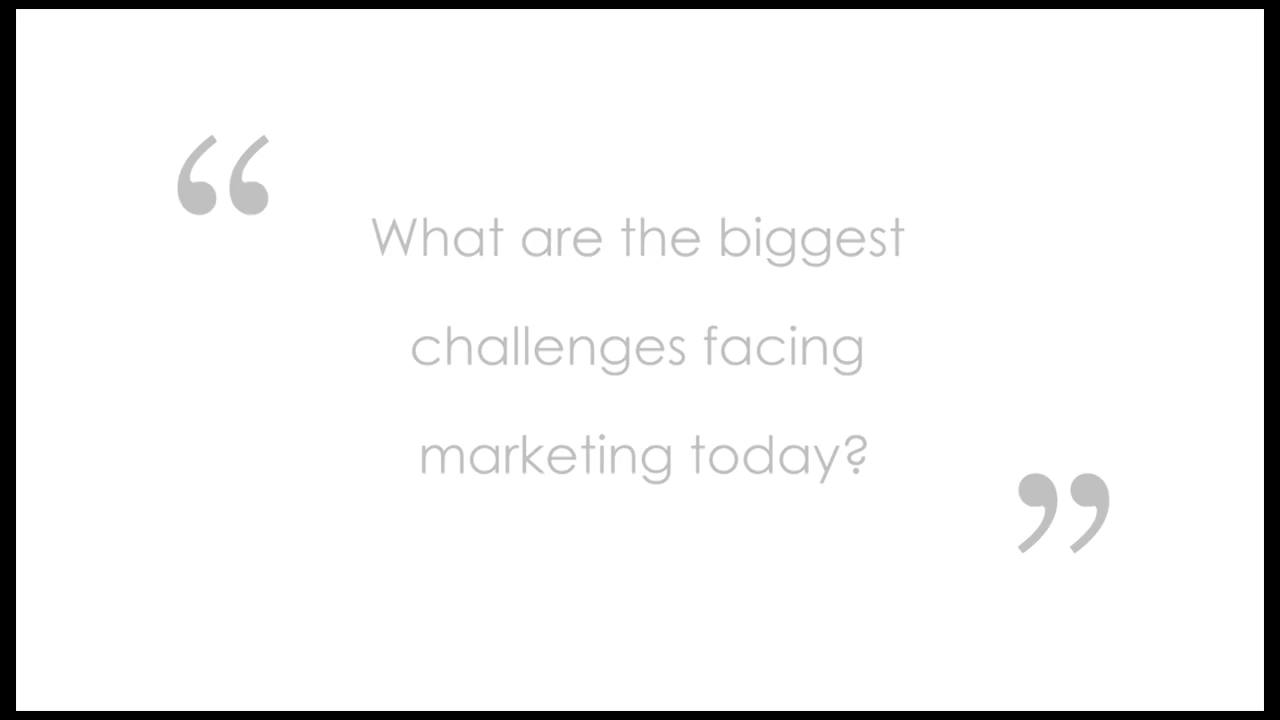 “
What are the biggest
challenges facing
marketing today?
”